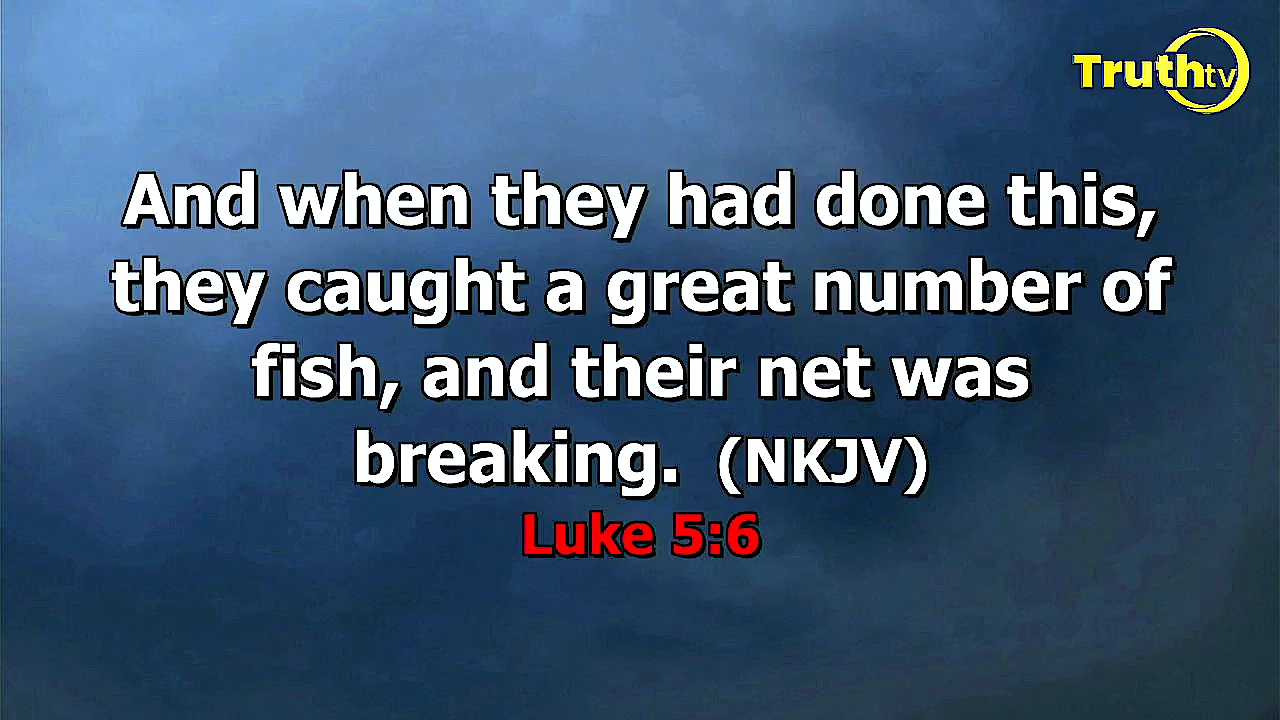 Truthtv
And when they had done this,
they caught a great number of
fish, and their net was
breaking.  (NKJV)
Luke 5:6